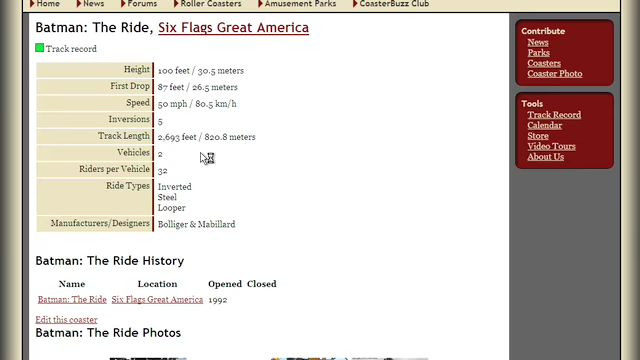 Home News Forums Roller Coasters Amusement Parks CoasterBuzz Club
Batman: The Ride, Six Flags Great America
Track record
Height 100 feet / 30.5 meters
First Drop 87 feet / 26.5 meters
Speed 50 mph / 80.5 km/h
Inversions 5
Track Length 2,693 feet / 820.8 meters
Vehicles 2
Riders per Vehicle 32
Ride Types Inverted
Steel
Looper
Manufacturers/Designers Bolliger & Mabillard
Batman: The Ride History
Name Location Opened Closed
Batman: The Ride Six Flags Great America 1992
Edit this coaster
Batman: The Ride Photos
Contribute
News
Parks
Coasters
Coaster Photo
Tools
Track Record
Calendar
Store
Video Tours
About Us